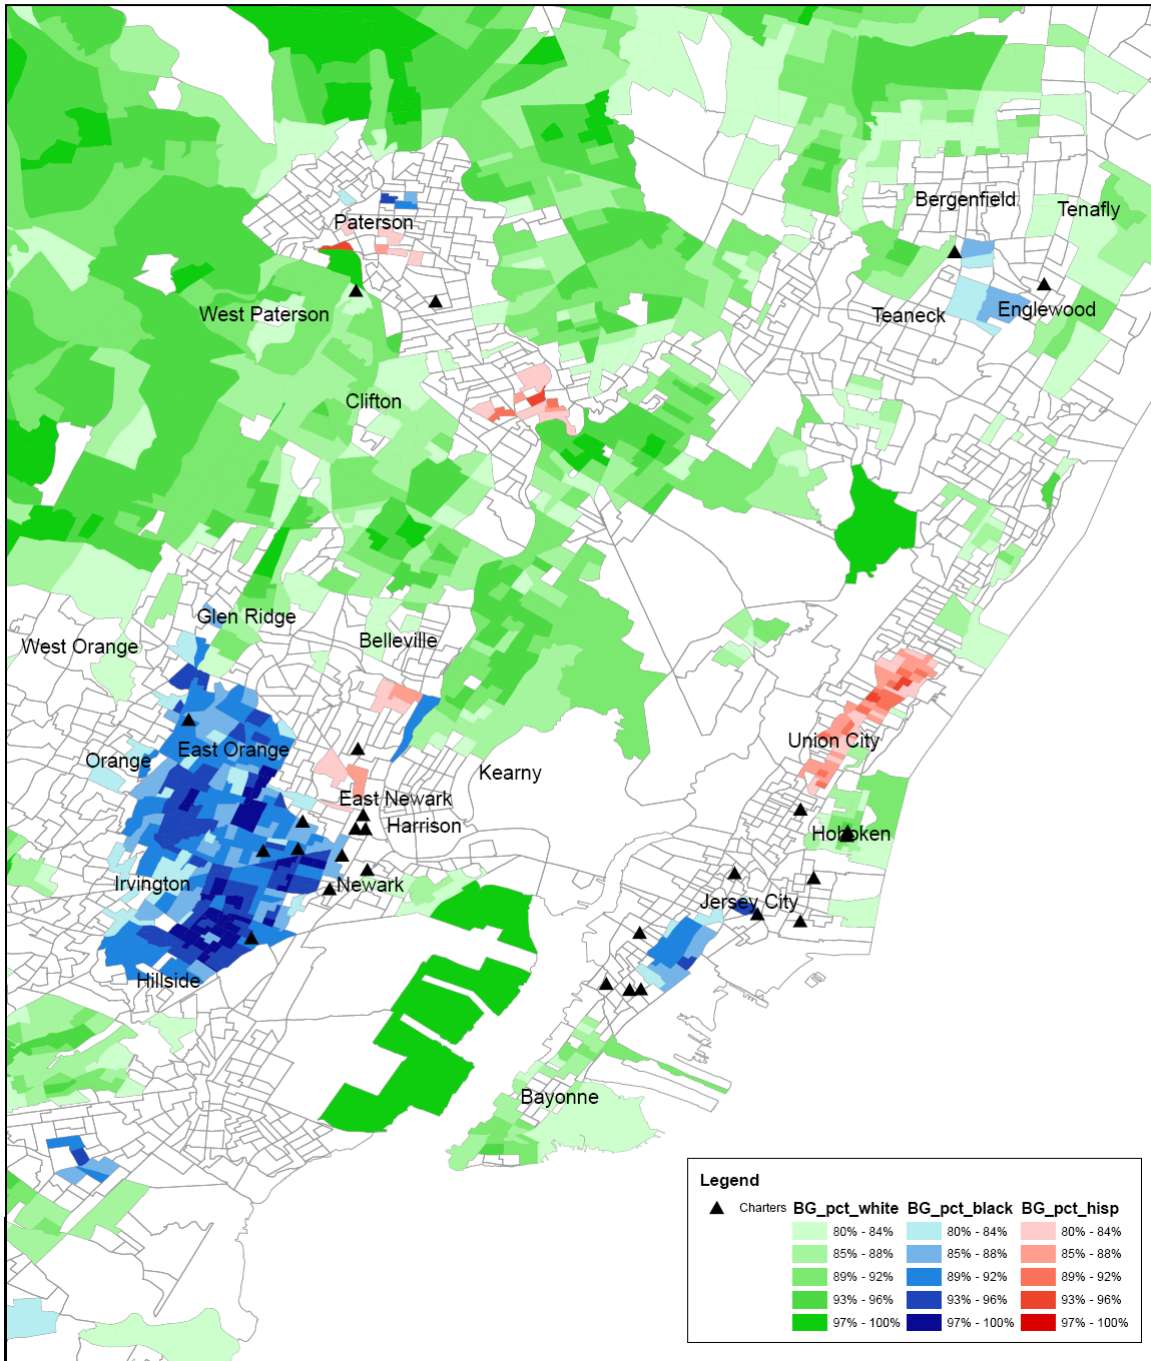 Bergenfield
Tenafly
Paterson
West Paterson
Teaneck
Englewood
Clifton
Glen Ridge
West Orange
Belleville
Orange
East Orange
Union City
Kearny
East Newark
Harrison
Hoboken
Irvington
Newark
Jersey City
Hillside
Bayonne
Legend
Charters BG_pct_white BG_pct_black BG_pct_hisp
80% - 84% 80% - 84% 80% - 84%
85% - 88% 85% - 88% 85% - 88%
89% - 92% 89% - 92% 89% - 92%
93% - 96% 93% - 96% 93% - 96%
97% - 100% 97% - 100% 97% - 100%